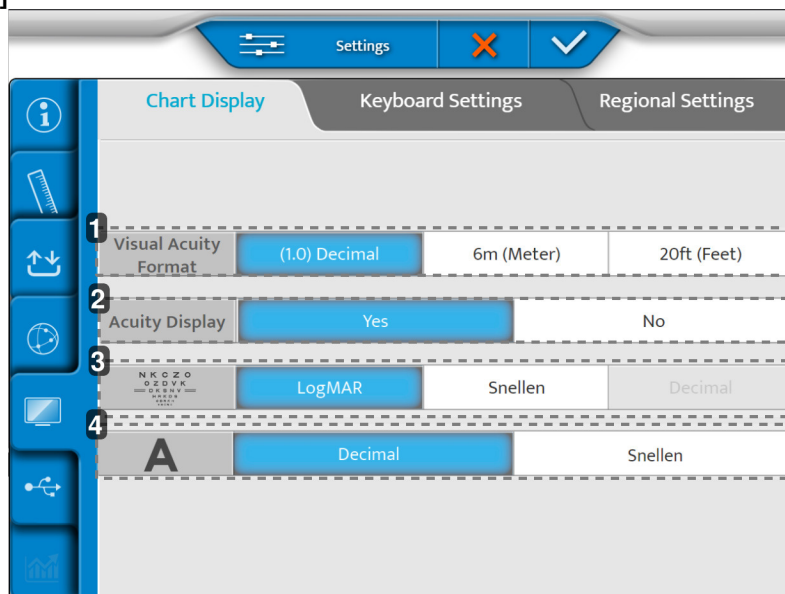 Settings
Chart Display Keyboard Settings Regional Settings
1
Visual Acuity
Format
(1.0) Decimal 6m (Meter) 20ft (Feet)
2
Acuity Display Yes No
3
N K C Z O
O Z D V K
LogMAR Snellen Decimal
4
A Decimal Snellen